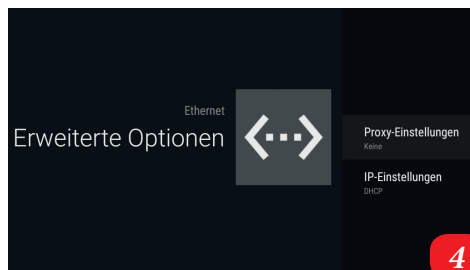 Ethernet
Erweiterte Optionen
Proxy-Einstellungen
Keine
IP-Einstellungen
DHCP
4